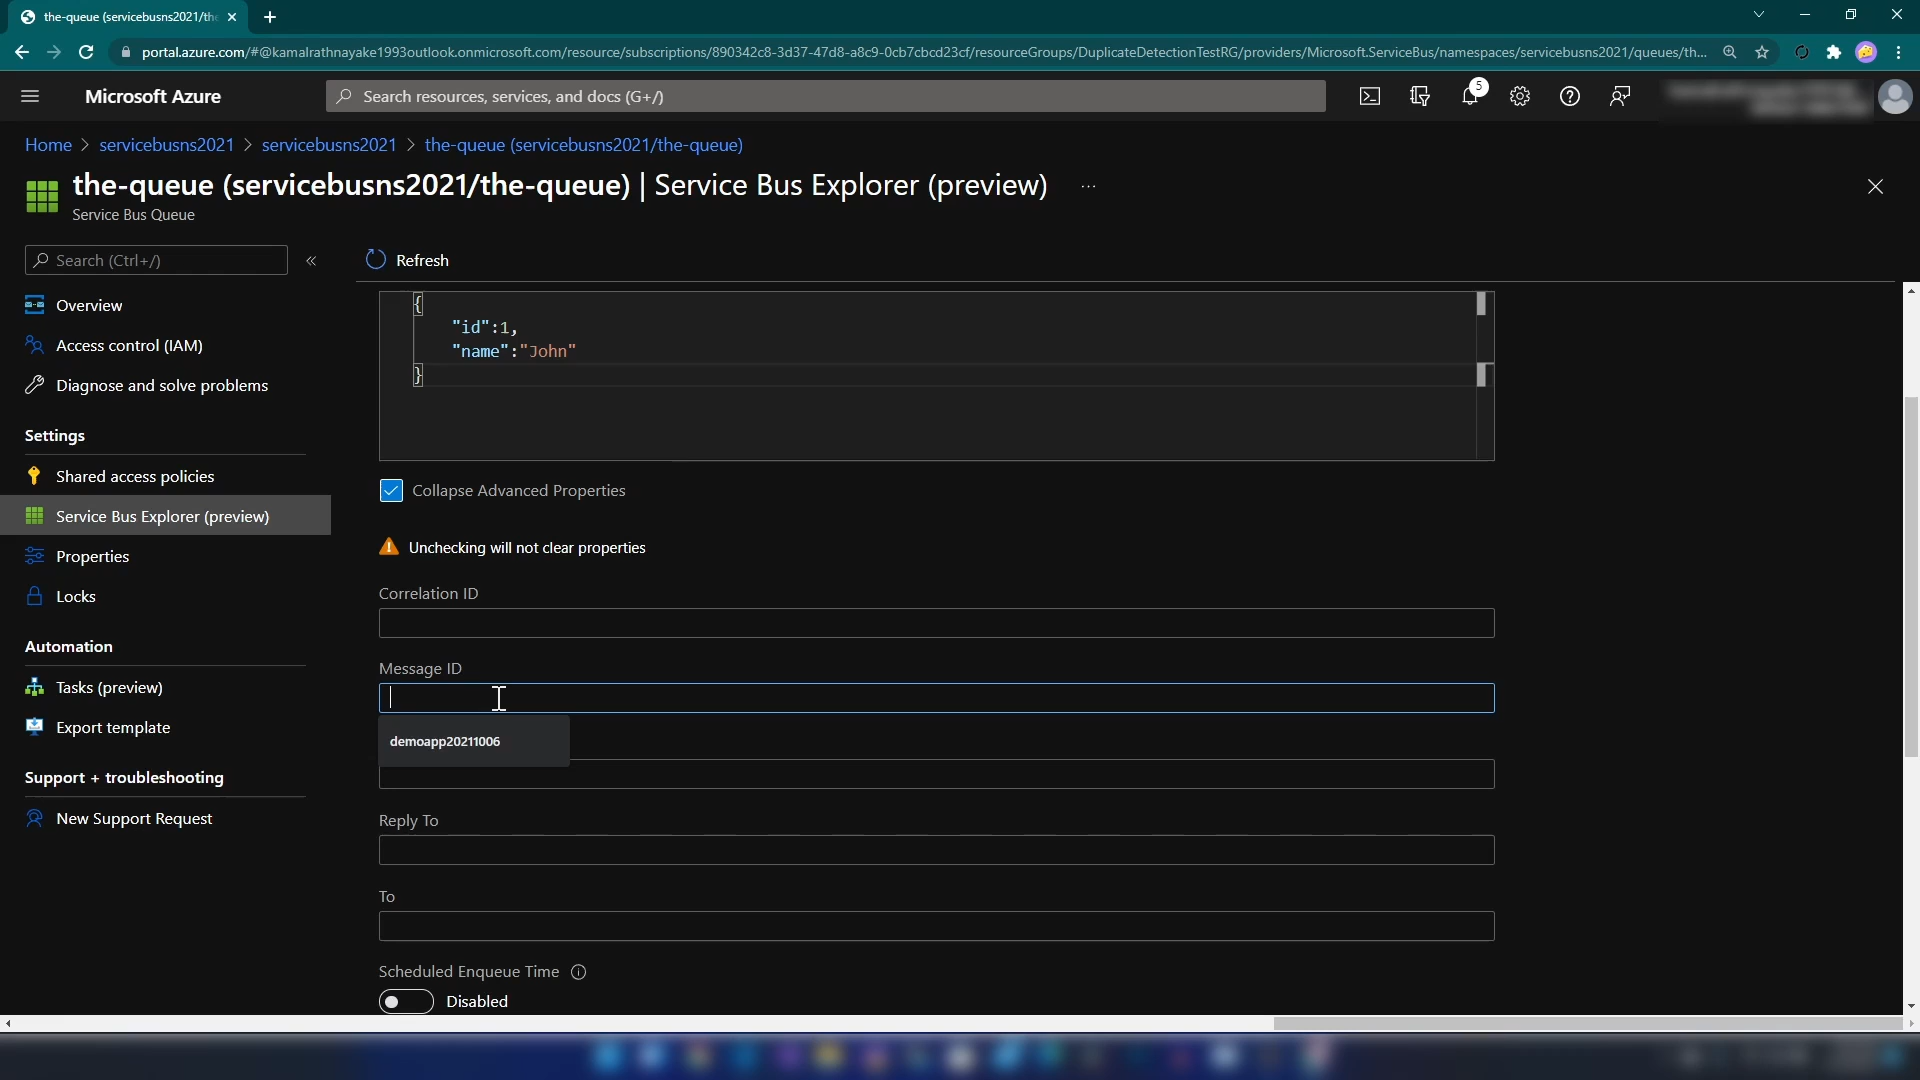 the-queue (servicebusns2021/the
portal.azure.com/#@kamalrathnayake1993outlook.onmicrosoft.com/resource/subscriptions/890342c8-3d37-47d8-a8c9-0cb7cbcd23cf/resourceGroups/DuplicateDetectionTestRG/providers/Microsoft.ServiceBus/namespaces/servicebusns2021/queues/th...
Microsoft Azure
Search resources, services, and docs (G+/)
5
Home > servicebusns2021 > servicebusns2021 > the-queue (servicebusns2021/the-queue)
the-queue (servicebusns2021/the-queue) | Service Bus Explorer (preview) ...
Service Bus Queue
Search (Ctrl+/)
«
Refresh
Overview
Access control (IAM)
Diagnose and solve problems
Settings
Shared access policies
Service Bus Explorer (preview)
Properties
Locks
Automation
Tasks (preview)
Export template
Support + troubleshooting
New Support Request
{
"id":1,
"name":"John"
}
Collapse Advanced Properties
Unchecking will not clear properties
Correlation ID
Message ID
demoapp20211006
Reply To
To
Scheduled Enqueue Time
Disabled